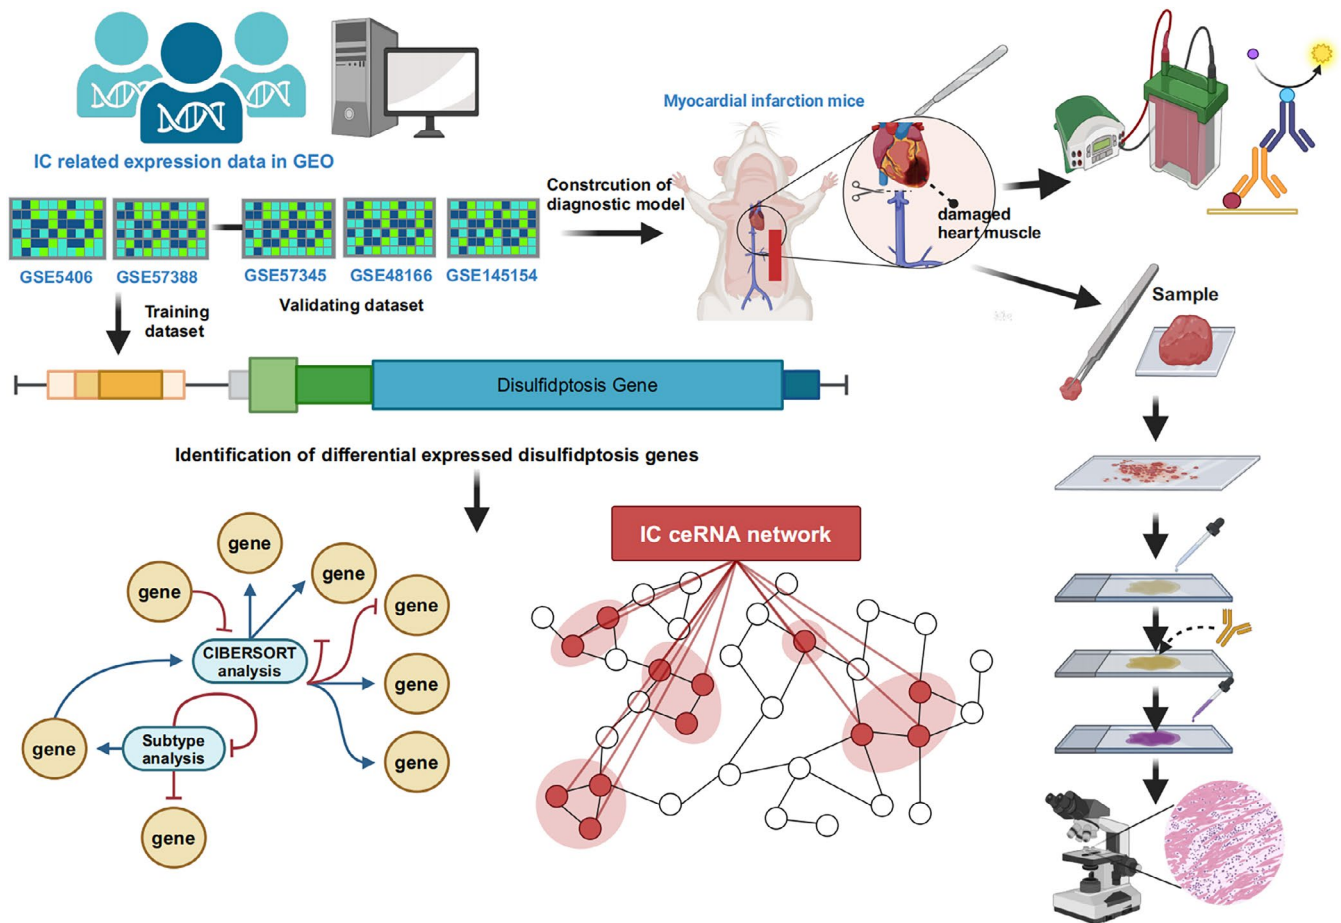 IC related expression data in GEO
GSE5406
GSE57388
GSE57345
GSE48166
GSE145154
Training
dataset
Validating dataset
Constrcution of
diagnostic model
Myocardial infarction mice
damaged
heart muscle
Sample
Disulfidptosis Gene
Identification of differential expressed disulfidptosis genes
gene
gene
gene
gene
CIBERSORT
analysis
gene
gene
Subtype
analysis
gene
gene
IC ceRNA network